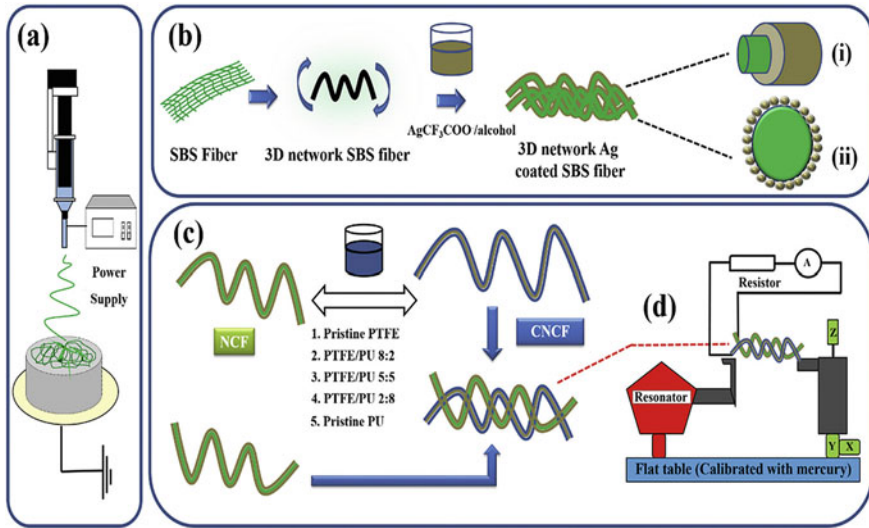 (a)
Power
Supply
(b)
SBS Fiber
3D network SBS fiber
AgCF₃COO⁻/alcohol
3D network Ag
coated SBS fiber
(i)
(ii)
(c)
NCF
1. Pristine PTFE
2. PTFE/PU 8:2
3. PTFE/PU 5:5
4. PTFE/PU 2:8
5. Pristine PU
CNCF
(d)
A
Resistor
Z
Resonator
Y
X
Flat table (Calibrated with mercury)